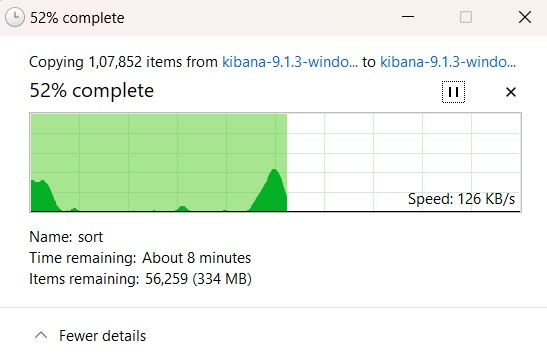 52% complete
Copying 1,07,852 items from kibana-9.1.3-windo... to kibana-9.1.3-windo...
52% complete
Speed: 126 KB/s
Name: sort
Time remaining: About 8 minutes
Items remaining: 56,259 (334 MB)
Fewer details